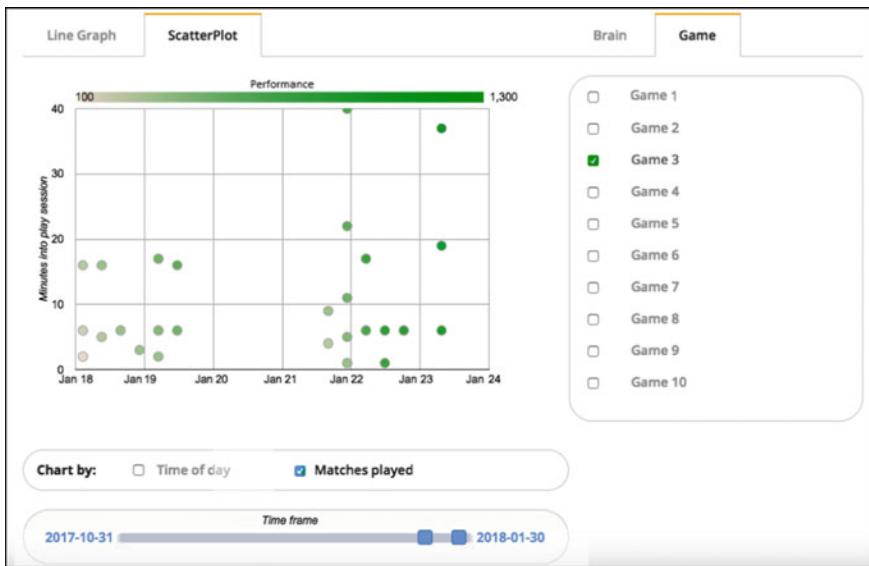 Line Graph
ScatterPlot
Brain
Game
Performance
100
1,300
40
30
20
10
0
Minutes into play session
Jan 18
Jan 19
Jan 20
Jan 21
Jan 22
Jan 23
Jan 24
Game 1
Game 2
Game 3
Game 4
Game 5
Game 6
Game 7
Game 8
Game 9
Game 10
Chart by:
Time of day
Matches played
Time frame
2017-10-31
2018-01-30